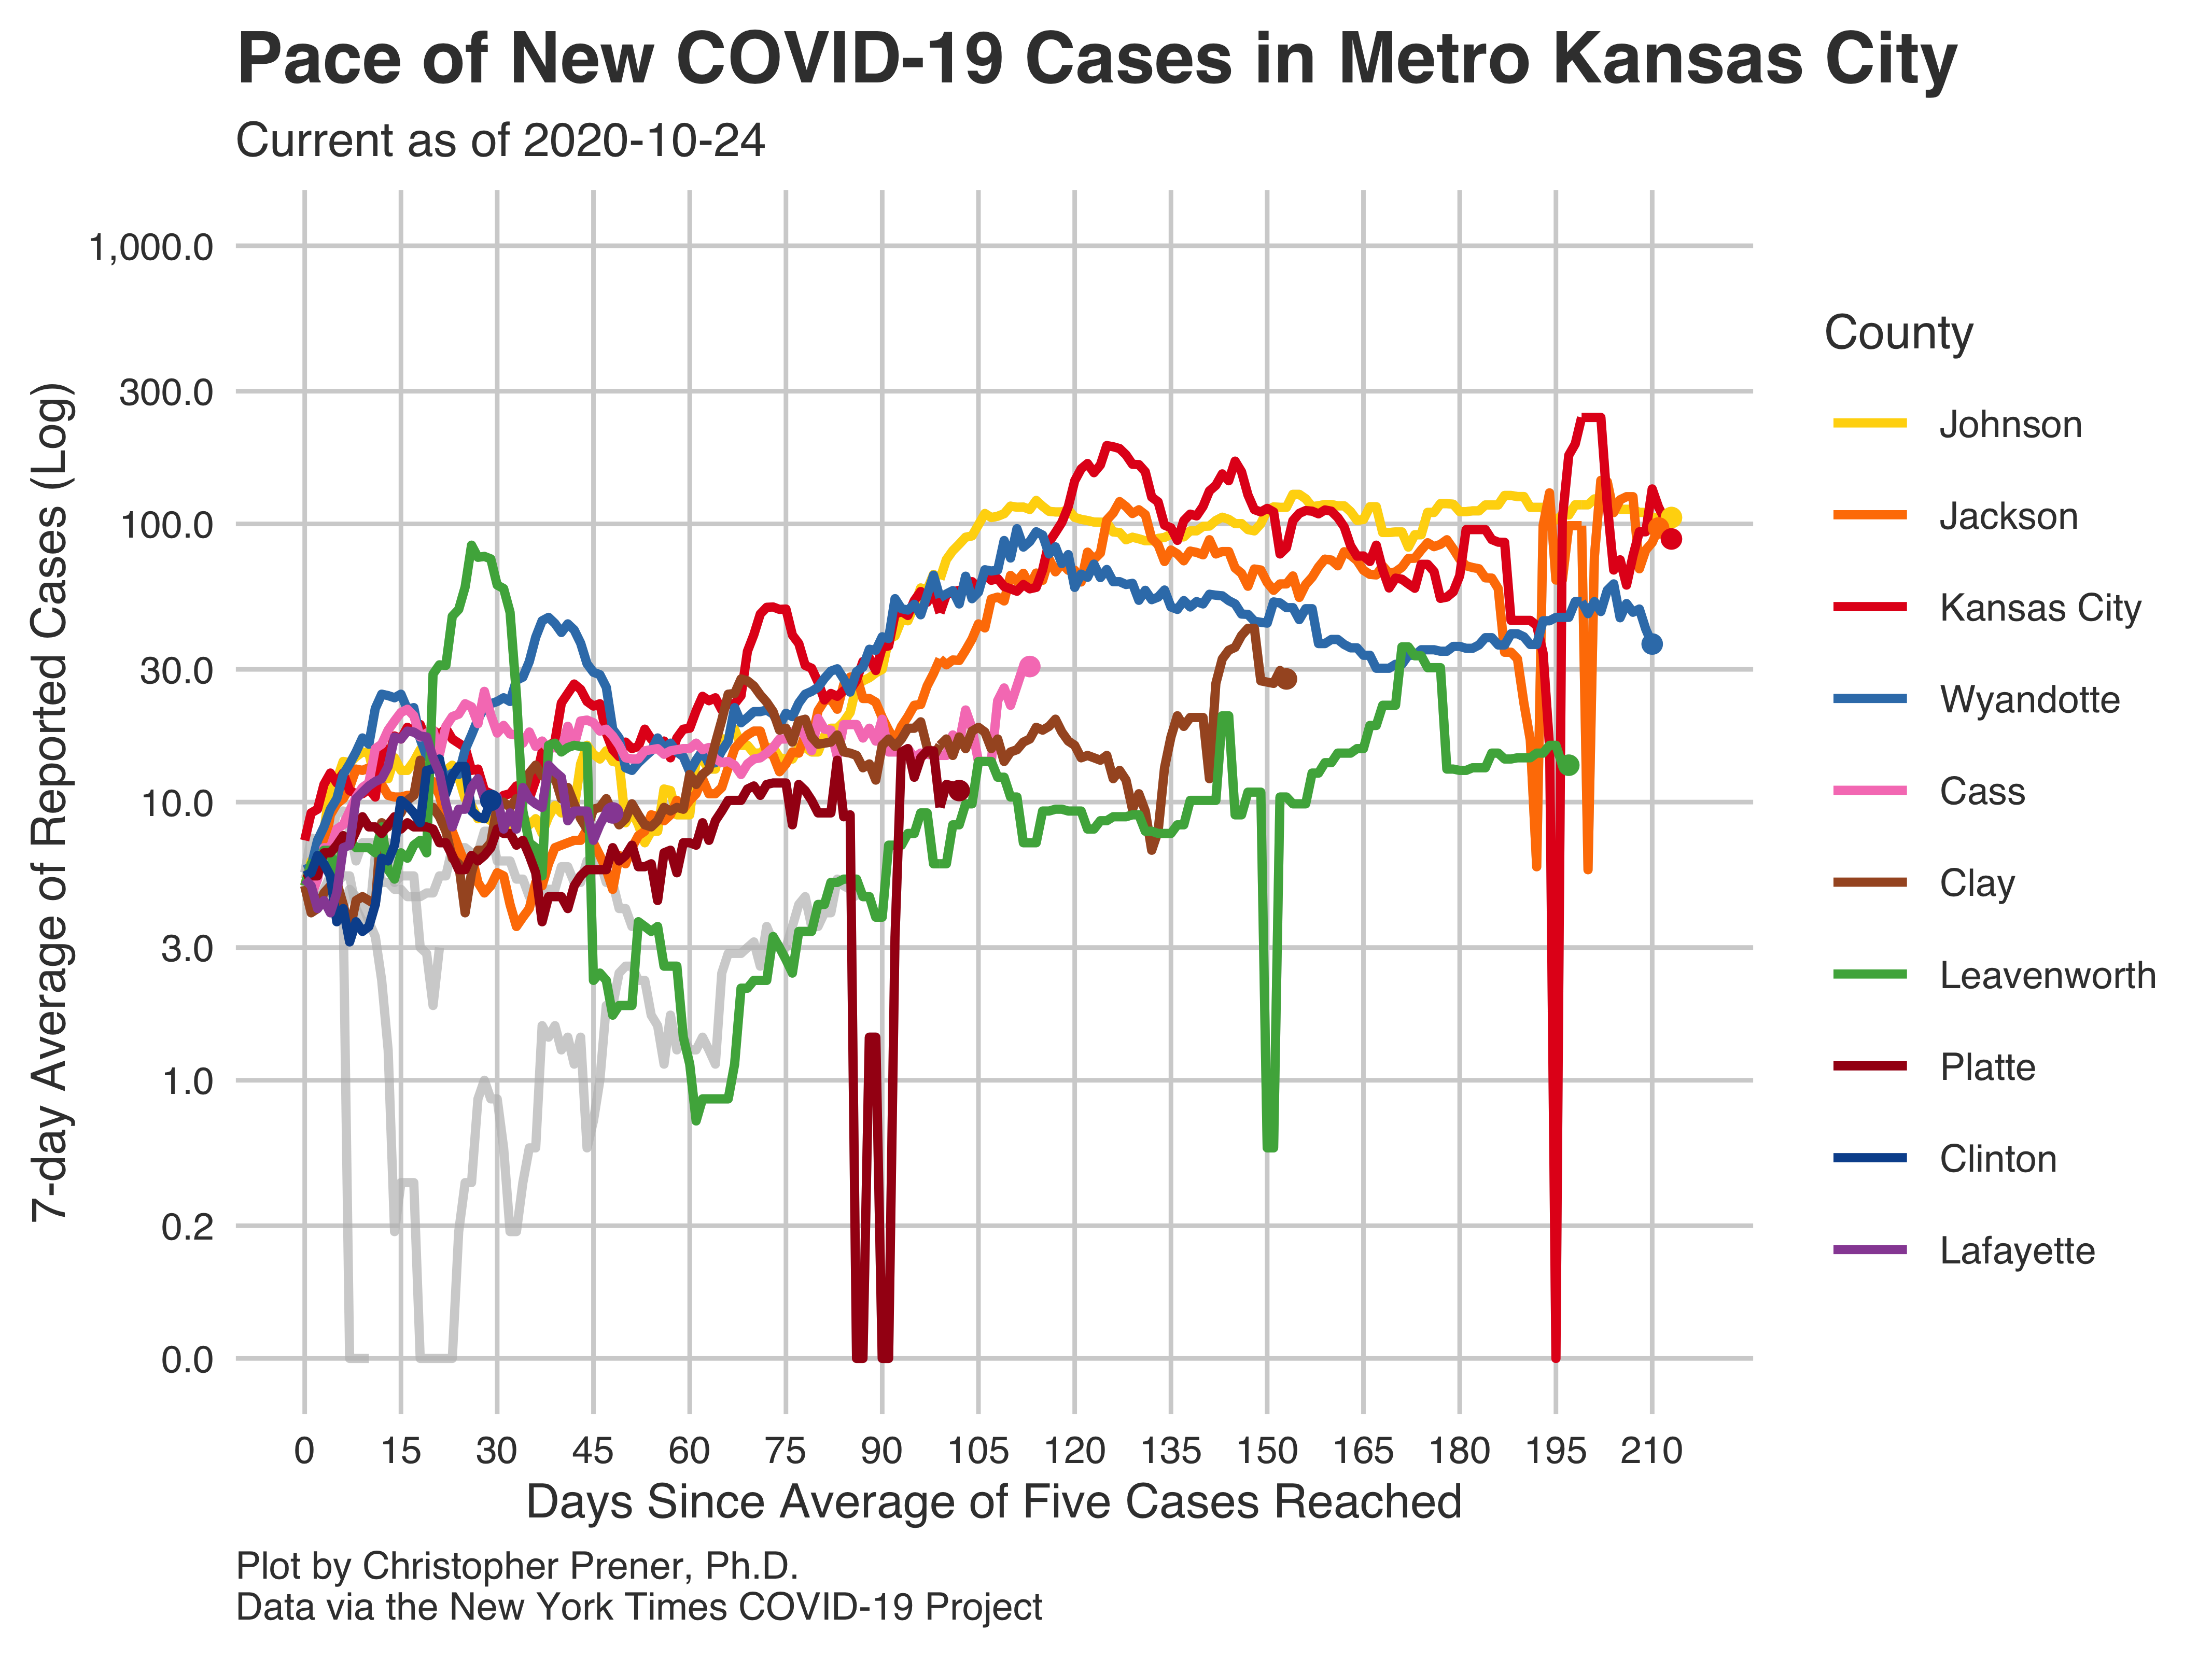 Pace of New COVID-19 Cases in Metro Kansas City
Current as of 2020-10-24
7-day Average of Reported Cases (Log)
1,000.0
300.0
100.0
30.0
10.0
3.0
1.0
0.2
0.0
0 15 30 45 60 75 90 105 120 135 150 165 180 195 210
Days Since Average of Five Cases Reached
County
Johnson
Jackson
Kansas City
Wyandotte
Cass
Clay
Leavenworth
Platte
Clinton
Lafayette
Plot by Christopher Prener, Ph.D.
Data via the New York Times COVID-19 Project